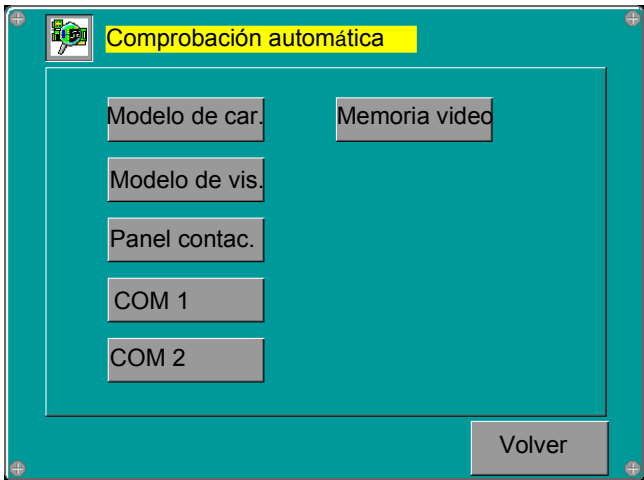 Comprobación automática
Modelo de car.
Memoria video
Modelo de vis.
Panel contac.
COM 1
COM 2
Volver